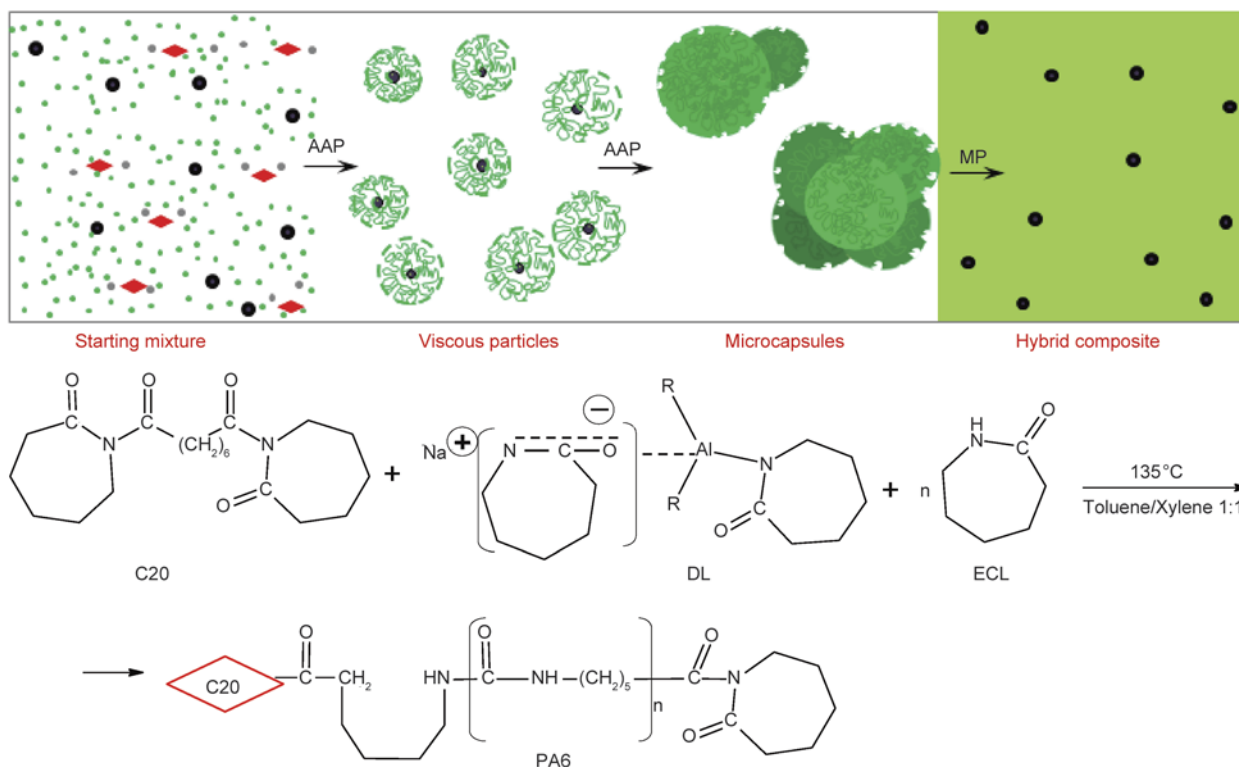 AAP
AAP
MP
Starting mixture
Viscous particles
Microcapsules
Hybrid composite
O
C
N
O
C
(CH2)6
O
C
N
C
O
C20
+
Na
+
N
C
O
−
R
Al
R
N
C
O
DL
+
n
H
N
C
O
ECL
135°C
Toluene/Xylene 1:1
C20
O
C
CH2
HN
O
C
NH
(CH2)5
n
O
C
N
C
O
PA6